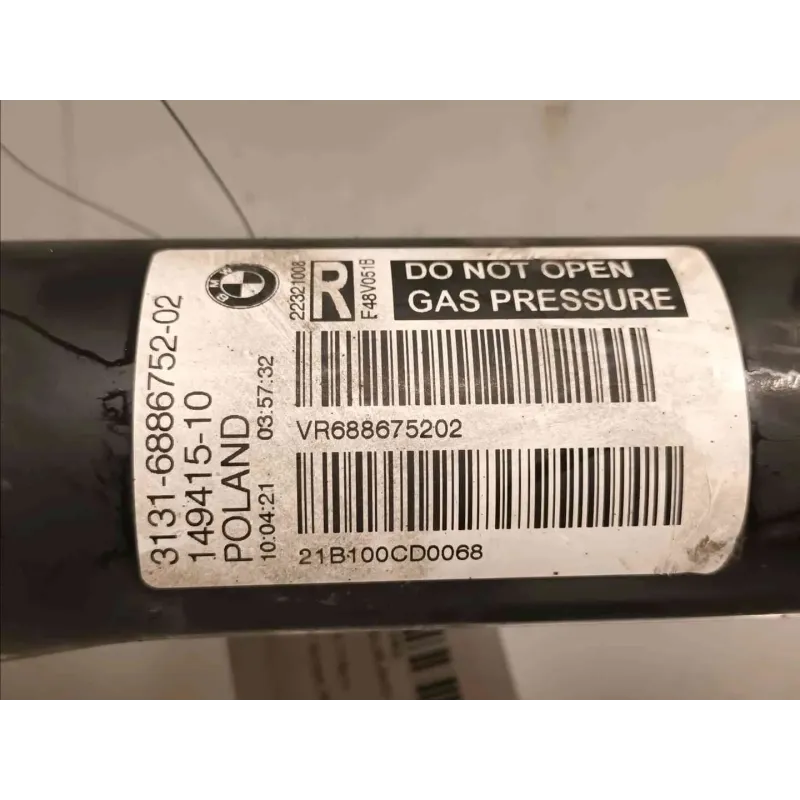 BMW
3131-6886752-02
149415-10
POLAND
10:04:21 03:57:32
22321008
R
F48V051B
DO NOT OPEN
GAS PRESSURE
VR688675202
21B100CD0068